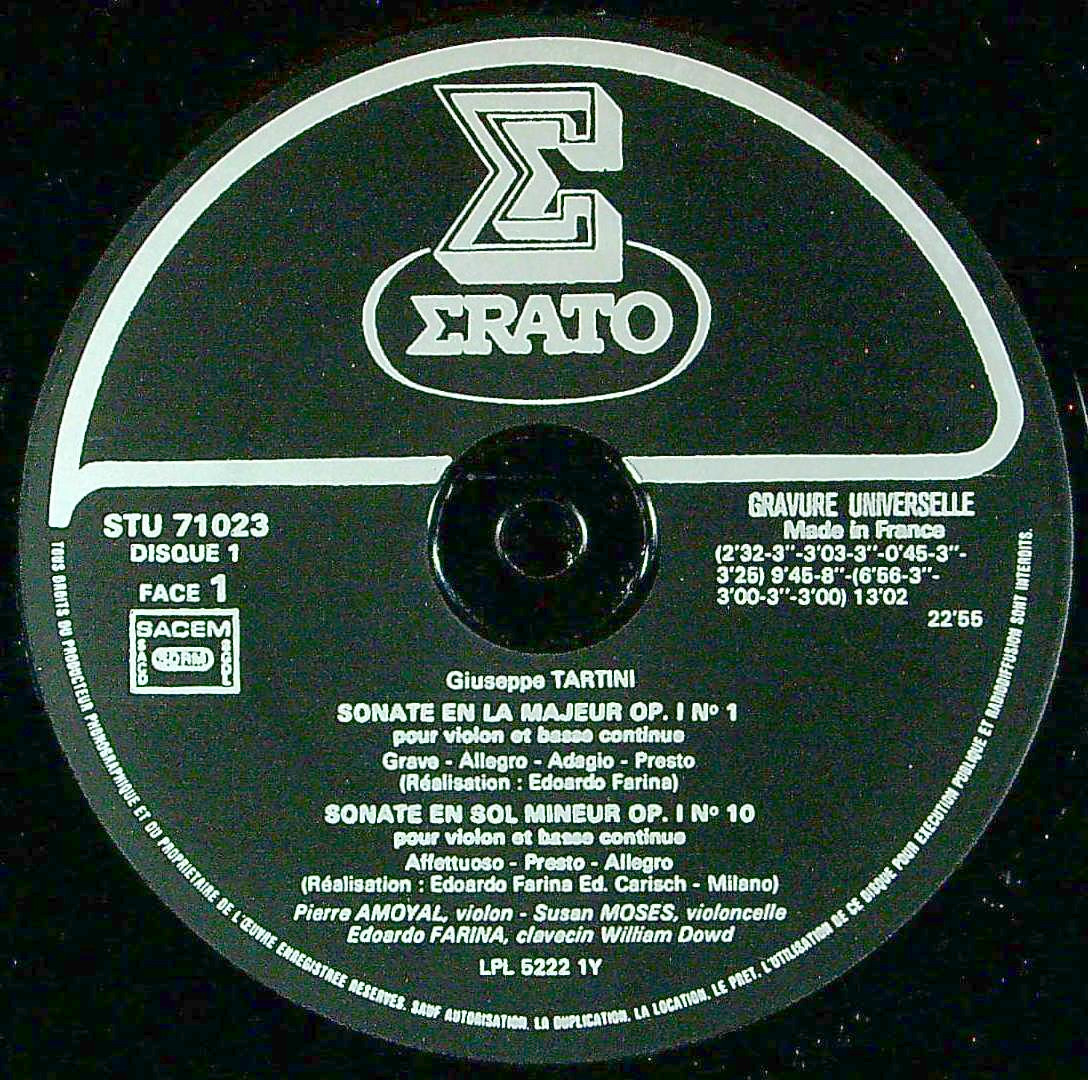 Σ
ΣRATO
STU 71023
DISQUE 1
FACE 1
SACEM
SDRM
SACD
SGDL
GRAVURE UNIVERSELLE
Made in France
(2'32-3"-3'03-3"-0'45-3"-
3'25) 9'45-8"-(6'56-3"-
3'00-3"-3'00) 13'02
22'55
Giuseppe TARTINI
SONATE EN LA MAJEUR OP. I Nº 1
pour violon et basse continue
Grave - Allegro - Adagio - Presto
(Réalisation : Edoardo Farina)
SONATE EN SOL MINEUR OP. I Nº 10
pour violon et basse continue
Affettuoso - Presto - Allegro
(Réalisation : Edoardo Farina Ed. Carisch - Milano)
Pierre AMOYAL, violon - Susan MOSES, violoncelle
Edoardo FARINA, clavecin William Dowd
LPL 5222 1Y
TOUS DROITS DU PRODUCTEUR PHONOGRAPHIQUE ET DU PROPRIETAIRE DE L'ŒUVRE ENREGISTREE RESERVES. SAUF AUTORISATION, LA DUPLICATION, LA LOCATION, LE PRET, L'UTILISATION DE CE DISQUE POUR EXECUTION PUBLIQUE ET RADIODIFFUSION SONT INTERDITS.